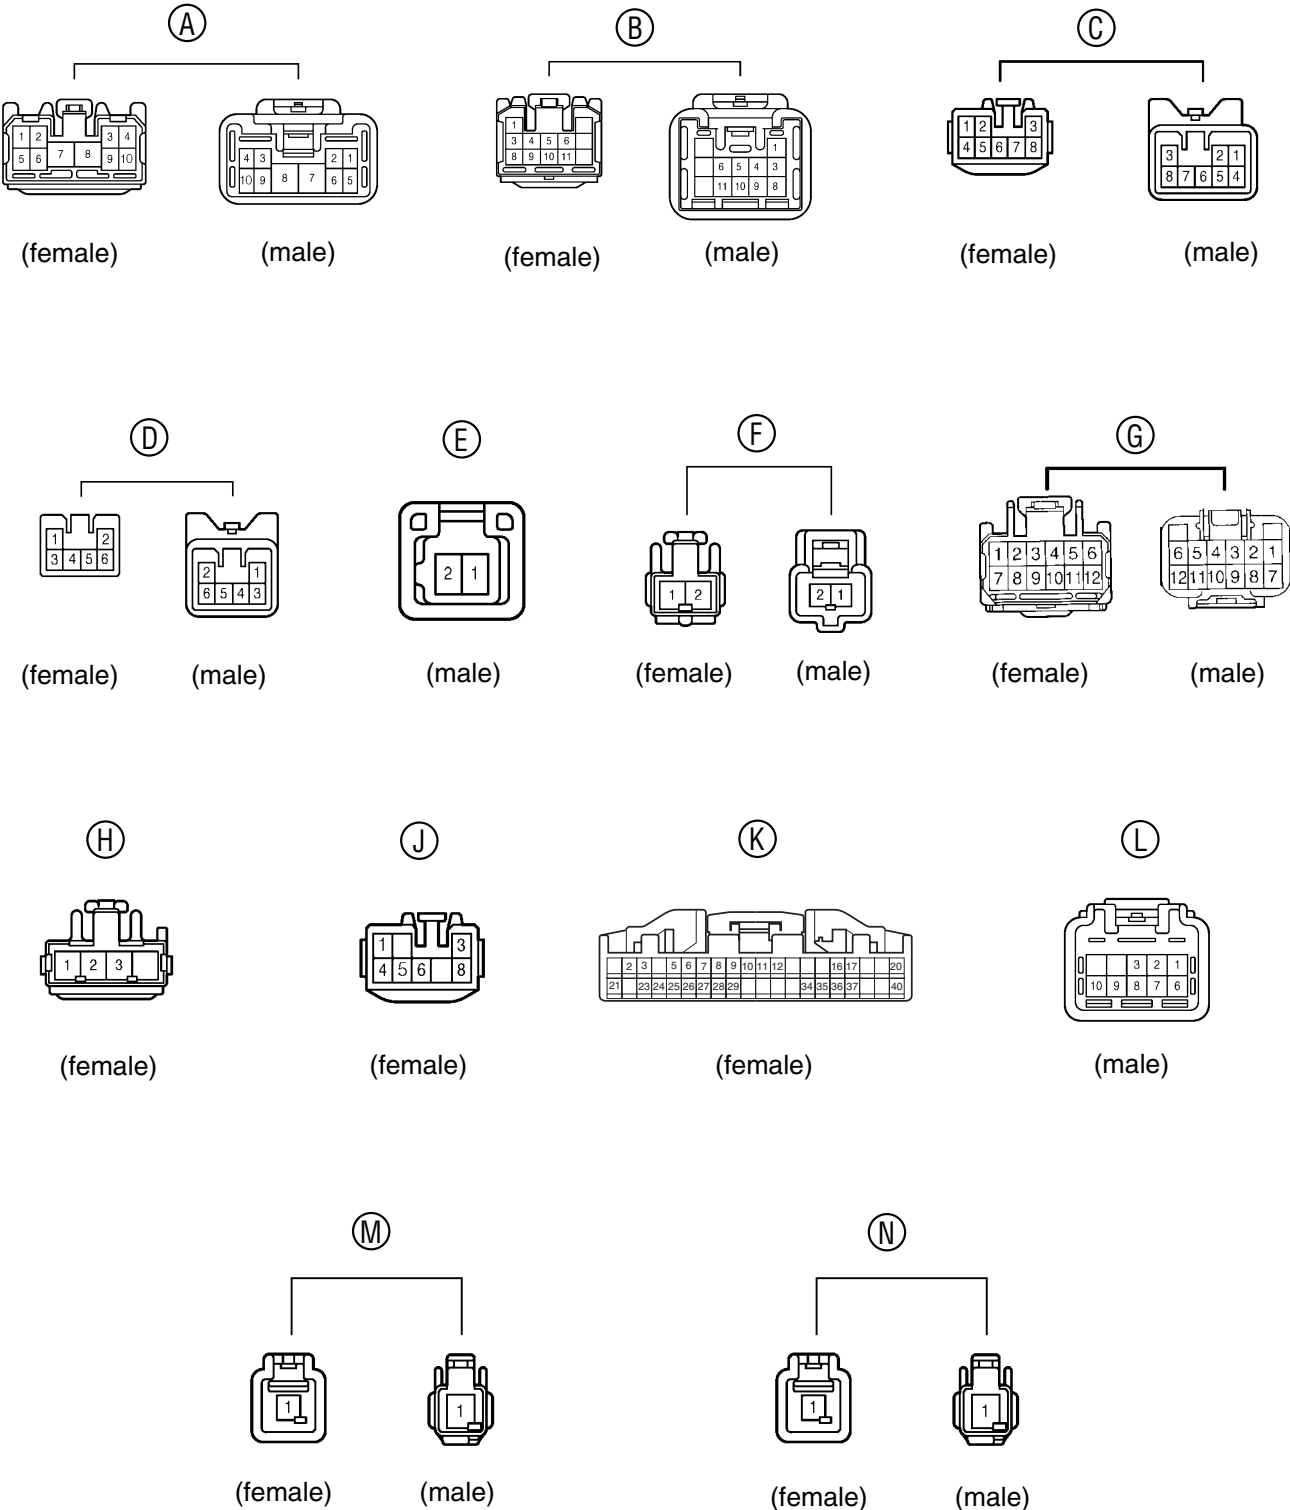 A
B
C
1 2 3 4
5 6 7 8 9 10
4 3 2 1
10 9 8 7 6 5
1
3 4 5 6
8 9 10 11
1
6 5 4 3
11 10 9 8
1 2 3
4 5 6 7 8
3 2 1
8 7 6 5 4
(female)
(male)
(female)
(male)
(female)
(male)
D
E
F
G
1 2
3 4 5 6
2 1
6 5 4 3
2 1
1 2
2 1
1 2 3 4 5 6
7 8 9 10 11 12
6 5 4 3 2 1
12 11 10 9 8 7
(female)
(male)
(male)
(female)
(male)
(female)
(male)
H
J
K
L
1 2 3
1 3
4 5 6 8
2 3 5 6 7 8 9 10 11 12 16 17 20
21 23 24 25 26 27 28 29 34 35 36 37 40
3 2 1
10 9 8 7 6
(female)
(female)
(female)
(male)
M
N
1
1
1
1
(female)
(male)
(female)
(male)